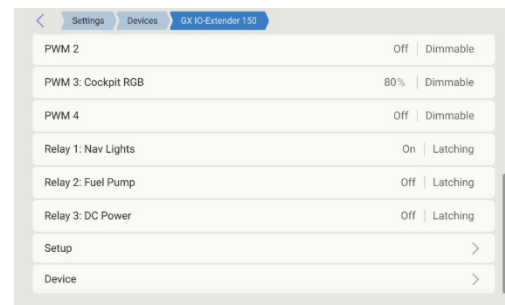 Settings Devices GX IO-Extender 150
PWM 2 Off Dimmable
PWM 3: Cockpit RGB 80% Dimmable
PWM 4 Off Dimmable
Relay 1: Nav Lights On Latching
Relay 2: Fuel Pump Off Latching
Relay 3: DC Power Off Latching
Setup
Device